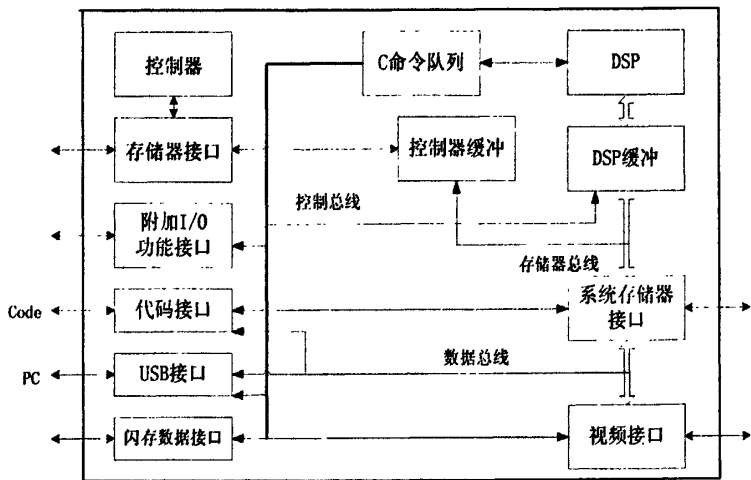 控制器
C命令队列
DSP
存储器接口
控制器缓冲
DSP缓冲
附加I/O
功能接口
控制总线
存储器总线
Code
代码接口
系统存储器
接口
PC
USB接口
数据总线
闪存数据接口
视频接口